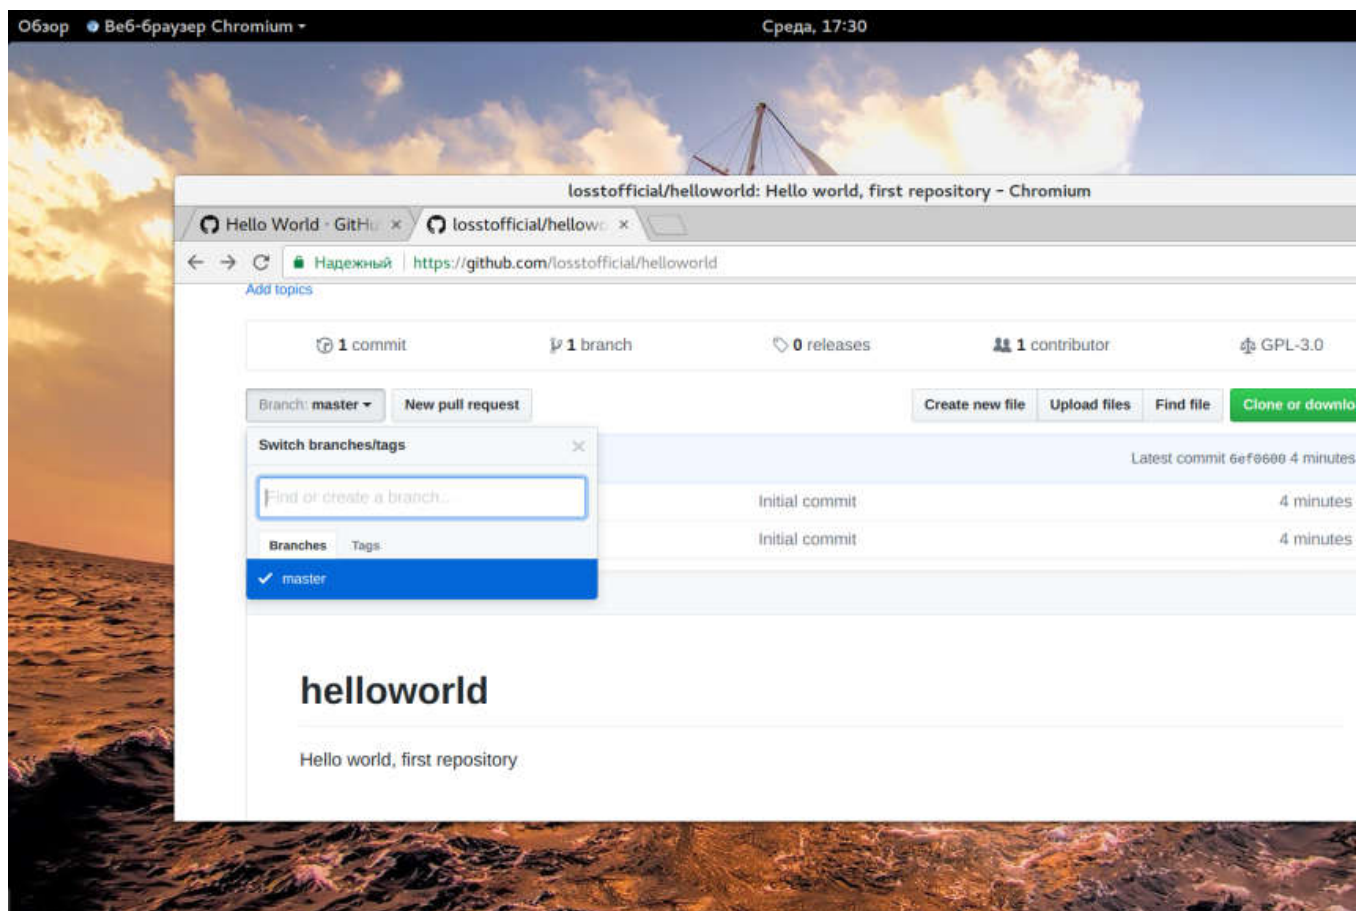 Обзор Веб-браузер Chromium Среда, 17:30
losstofficial/helloworld: Hello world, first repository - Chromium
Hello World - GitHu × losstofficial/hellowo ×
Надежный https://github.com/losstofficial/helloworld
Add topics
1 commit 1 branch 0 releases 1 contributor GPL-3.0
Branch: master New pull request Create new file Upload files Find file Clone or downlo
Switch branches/tags ×
Latest commit 6ef0600 4 minutes
Find or create a branch...
Initial commit 4 minutes
Branches Tags
Initial commit 4 minutes
master
helloworld
Hello world, first repository